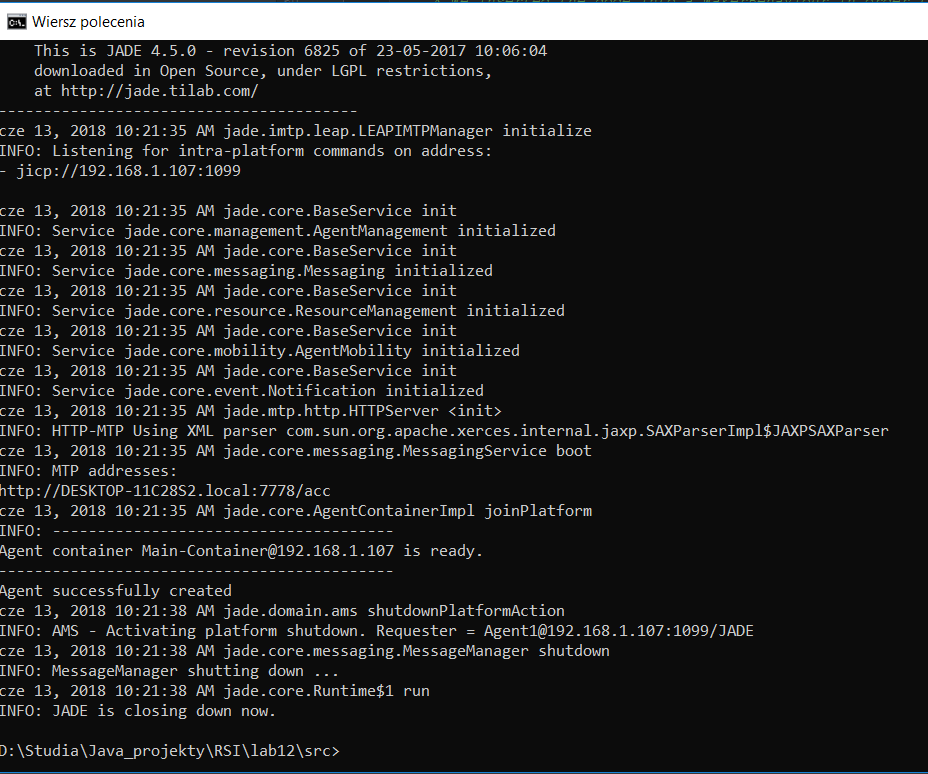 Wiersz polecenia
This is JADE 4.5.0 - revision 6825 of 23-05-2017 10:06:04
downloaded in Open Source, under LGPL restrictions,
at http://jade.tilab.com/
----------------------------------------
cze 13, 2018 10:21:35 AM jade.imtp.leap.LEAPIMTPManager initialize
INFO: Listening for intra-platform commands on address:
- jicp://192.168.1.107:1099
cze 13, 2018 10:21:35 AM jade.core.BaseService init
INFO: Service jade.core.management.AgentManagement initialized
cze 13, 2018 10:21:35 AM jade.core.BaseService init
INFO: Service jade.core.messaging.Messaging initialized
cze 13, 2018 10:21:35 AM jade.core.BaseService init
INFO: Service jade.core.resource.ResourceManagement initialized
cze 13, 2018 10:21:35 AM jade.core.BaseService init
INFO: Service jade.core.mobility.AgentMobility initialized
cze 13, 2018 10:21:35 AM jade.core.BaseService init
INFO: Service jade.core.event.Notification initialized
cze 13, 2018 10:21:35 AM jade.mtp.http.HTTPServer <init>
INFO: HTTP-MTP Using XML parser com.sun.org.apache.xerces.internal.jaxp.SAXParserImpl$JAXPSAXParser
cze 13, 2018 10:21:35 AM jade.core.messaging.MessagingService boot
INFO: MTP addresses:
http://DESKTOP-11C28S2.local:7778/acc
cze 13, 2018 10:21:35 AM jade.core.AgentContainerImpl joinPlatform
INFO: --------------------------------------
Agent container Main-Container@192.168.1.107 is ready.
--------------------------------------------
Agent successfully created
cze 13, 2018 10:21:38 AM jade.domain.ams shutdownPlatformAction
INFO: AMS - Activating platform shutdown. Requester = Agent1@192.168.1.107:1099/JADE
cze 13, 2018 10:21:38 AM jade.core.messaging.MessageManager shutdown
INFO: MessageManager shutting down ...
cze 13, 2018 10:21:38 AM jade.core.Runtime$1 run
INFO: JADE is closing down now.
D:\Studia\Java_projekty\RSI\lab12\src>